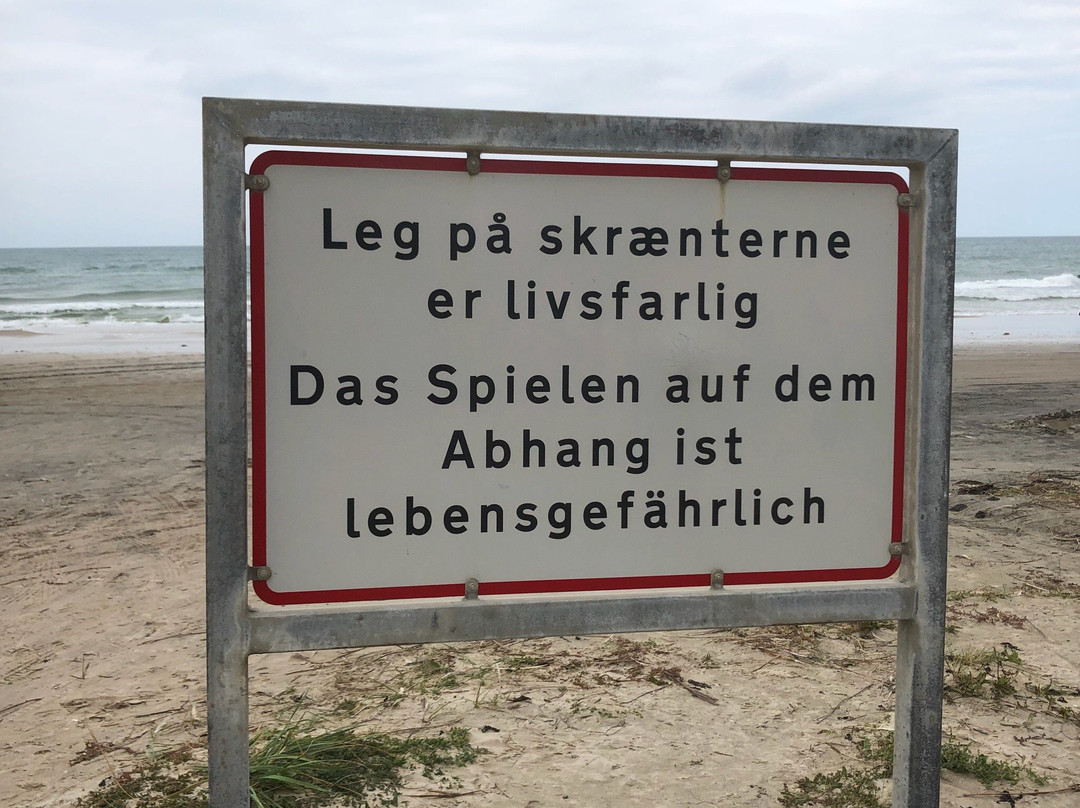 Leg på skrænterne
er livsfarlig
Das Spielen auf dem
Abhang ist
lebensgefährlich